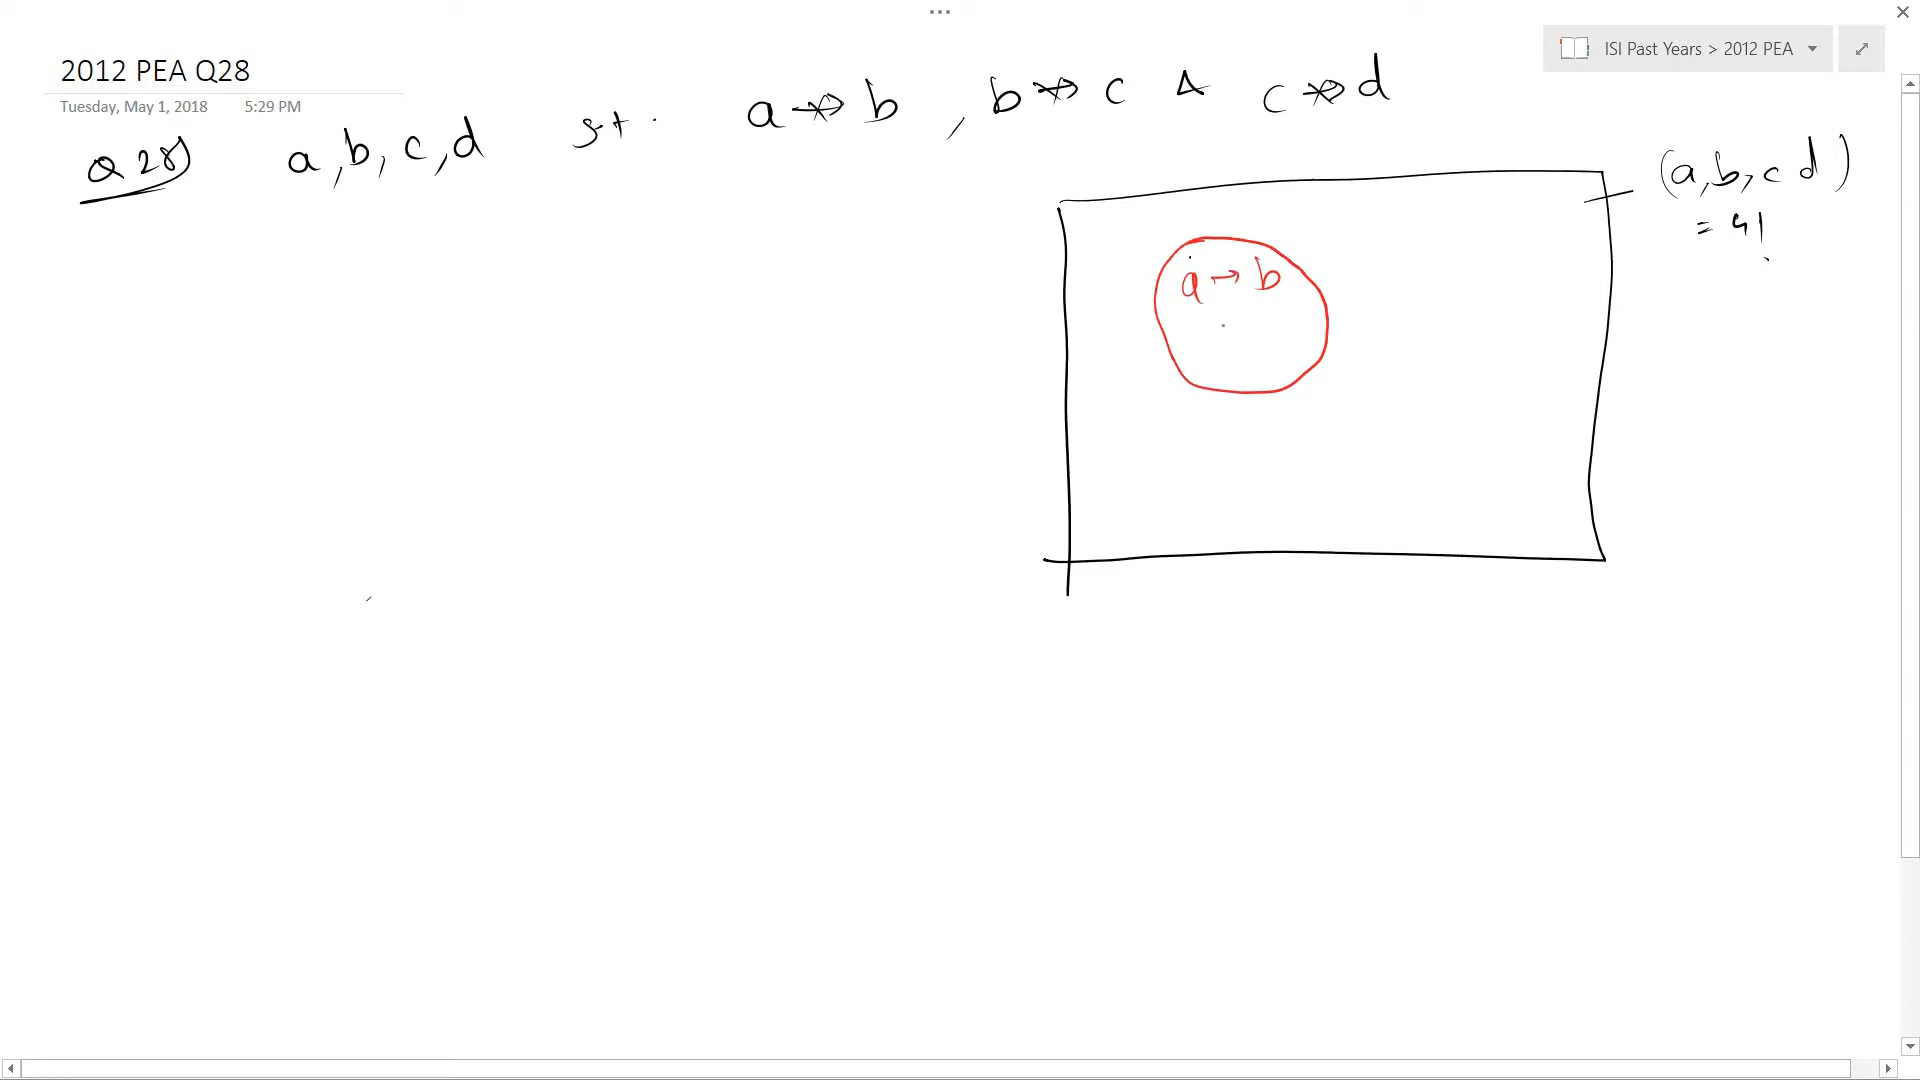 ISI Past Years > 2012 PEA
2012 PEA Q28
Tuesday, May 1, 2018 5:29 PM
Q 28) a, b, c, d s.t. a ↛ b, b ↛ c & c ↛ d
(a, b, c d)
= 4!
a → b